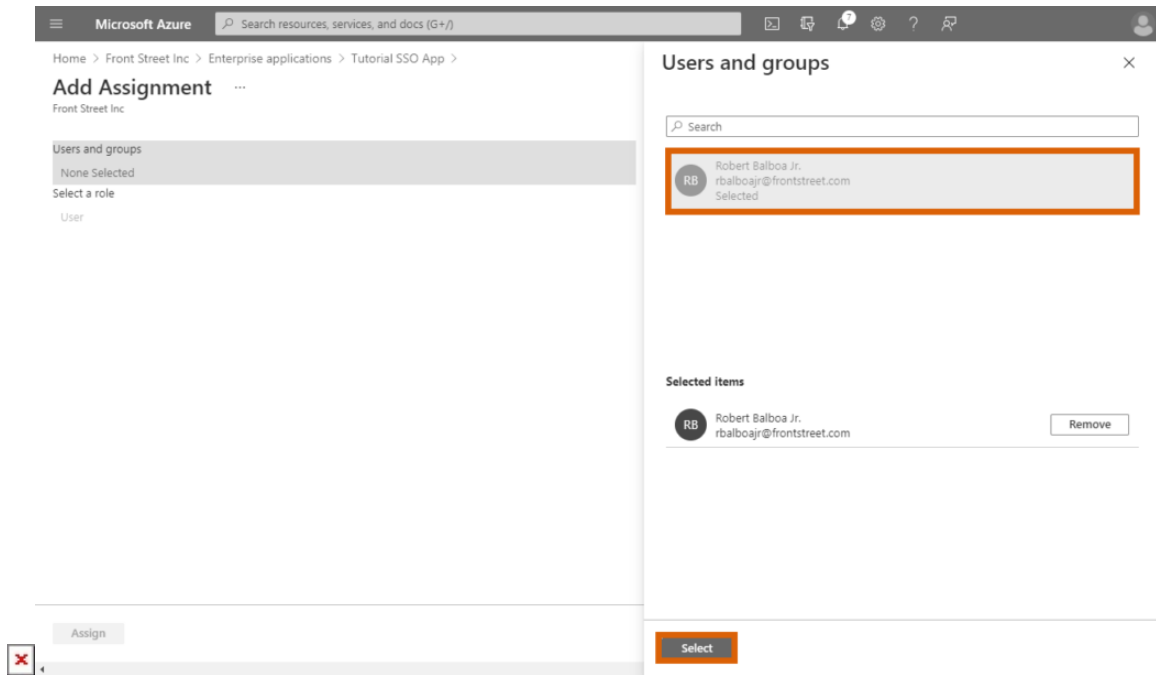 Microsoft Azure
Search resources, services, and docs (G+/)
7
Home > Front Street Inc > Enterprise applications > Tutorial SSO App >
Add Assignment ...
Front Street Inc
Users and groups
None Selected
Select a role
User
Assign
Users and groups
Search
RB
Robert Balboa Jr.
rbalboajr@frontstreet.com
Selected
Selected items
RB
Robert Balboa Jr.
rbalboajr@frontstreet.com
Remove
Select